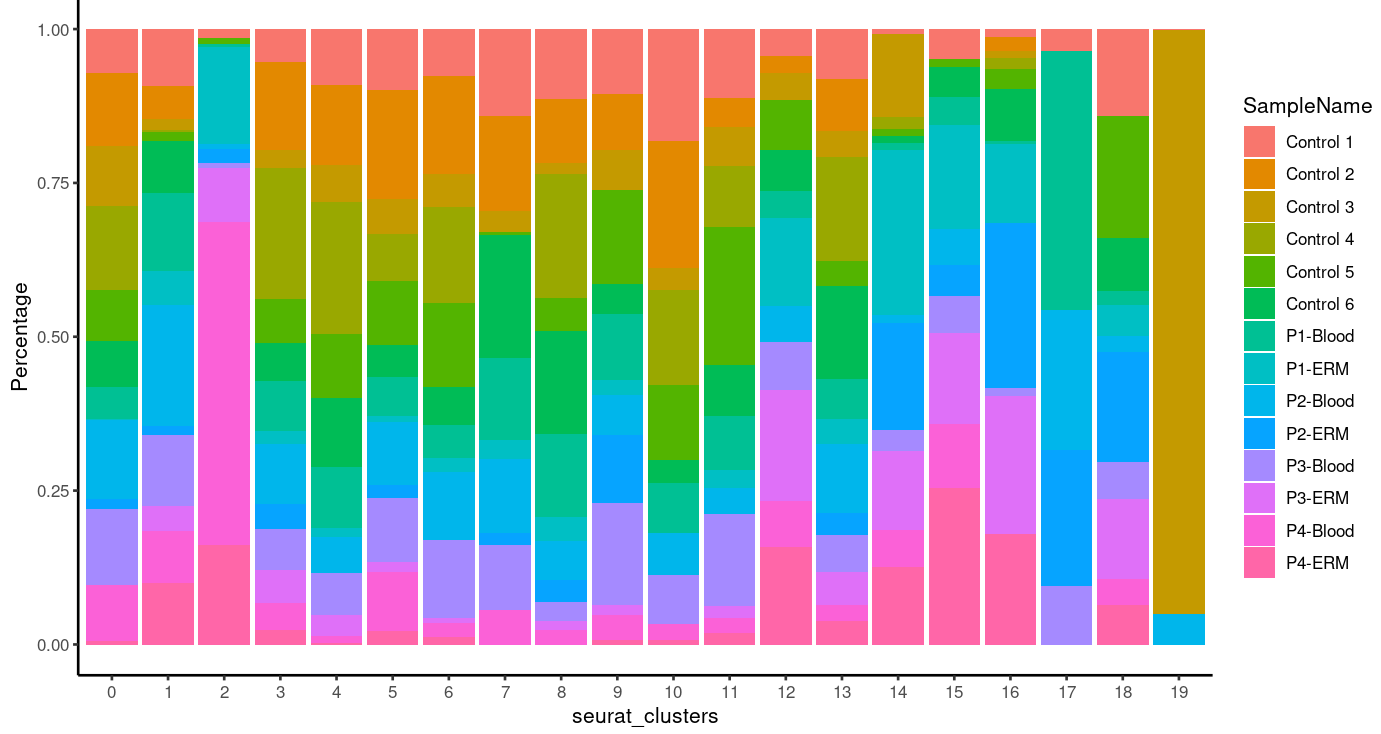 1.00
0.75
0.50
0.25
0.00
Percentage
0 1 2 3 4 5 6 7 8 9 10 11 12 13 14 15 16 17 18 19
seurat_clusters
SampleName
Control 1
Control 2
Control 3
Control 4
Control 5
Control 6
P1-Blood
P1-ERM
P2-Blood
P2-ERM
P3-Blood
P3-ERM
P4-Blood
P4-ERM